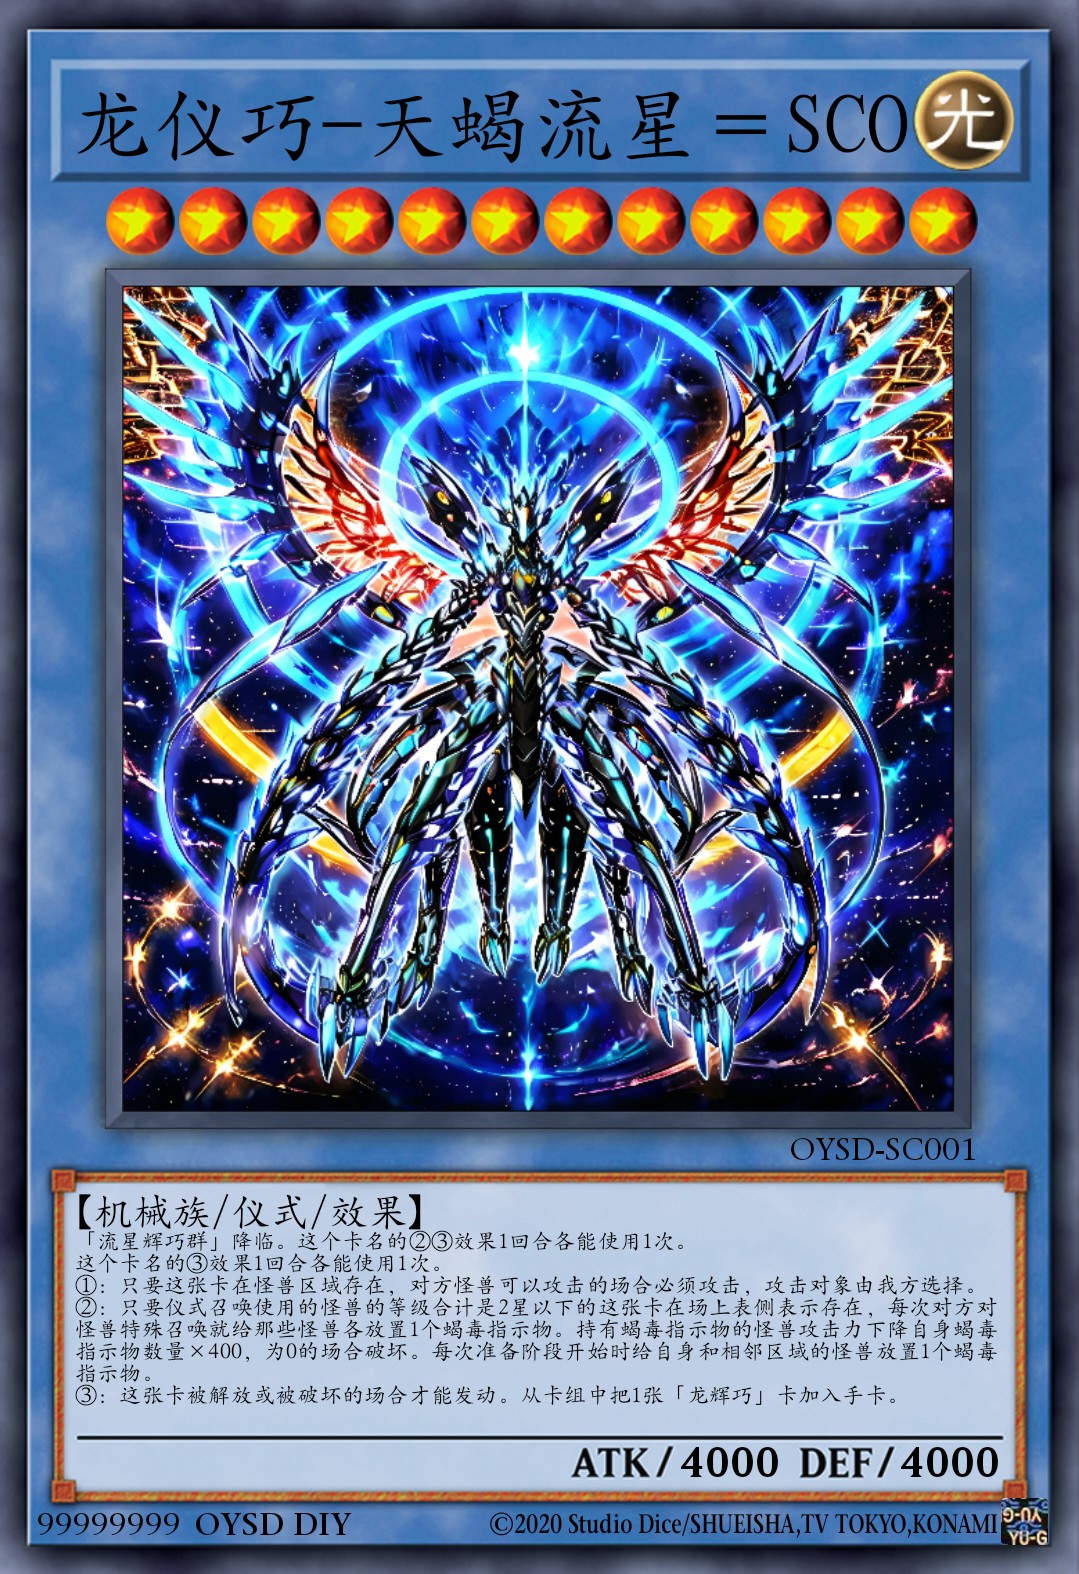 龙仪巧-天蝎流星＝SCO
光
OYSD-SC001
【机械族/仪式/效果】
「流星辉巧群」降临。这个卡名的②③效果1回合各能使用1次。
这个卡名的③效果1回合各能使用1次。
①：只要这张卡在怪兽区域存在，对方怪兽可以攻击的场合必须攻击，攻击对象由我方选择。
②：只要仪式召唤使用的怪兽的等级合计是2星以下的这张卡在场上表侧表示存在，每次对方对
怪兽特殊召唤就给那些怪兽各放置1个蝎毒指示物。持有蝎毒指示物的怪兽攻击力下降自身蝎毒
指示物数量×400，为0的场合破坏。每次准备阶段开始时给自身和相邻区域的怪兽放置1个蝎毒
指示物。
③：这张卡被解放或被破坏的场合才能发动。从卡组中把1张「龙辉巧」卡加入手卡。
ATK/4000 DEF/4000
99999999 OYSD DIY
©2020 Studio Dice/SHUEISHA,TV TOKYO,KONAMI
YU-G
YU-G